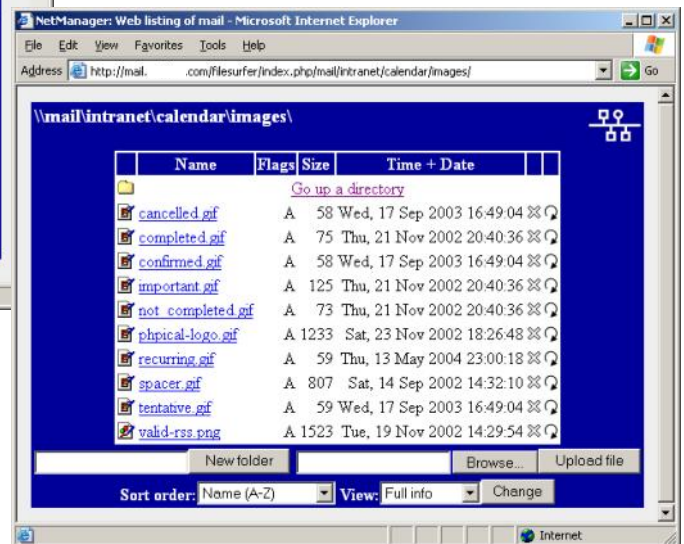 NetManager: Web listing of mail - Microsoft Internet Explorer
File Edit View Favorites Tools Help
Address http://mail. .com/filesurfer/index.php/mail/intranet/calendar/images/ Go
\\mail\intranet\calendar\images\
Name Flags Size Time + Date
Go up a directory
cancelled.gif A 58 Wed, 17 Sep 2003 16:49:04
completed.gif A 75 Thu, 21 Nov 2002 20:40:36
confirmed.gif A 58 Wed, 17 Sep 2003 16:49:04
important.gif A 125 Thu, 21 Nov 2002 20:40:36
not_completed.gif A 73 Thu, 21 Nov 2002 20:40:36
phpical-logo.gif A 1233 Sat, 23 Nov 2002 18:26:48
recurring.gif A 59 Thu, 13 May 2004 23:00:18
spacer.gif A 807 Sat, 14 Sep 2002 14:32:10
tentative.gif A 59 Wed, 17 Sep 2003 16:49:04
valid-rss.png A 1523 Tue, 19 Nov 2002 14:29:54
New folder Browse... Upload file
Sort order: Name (A-Z) View: Full info Change
Internet